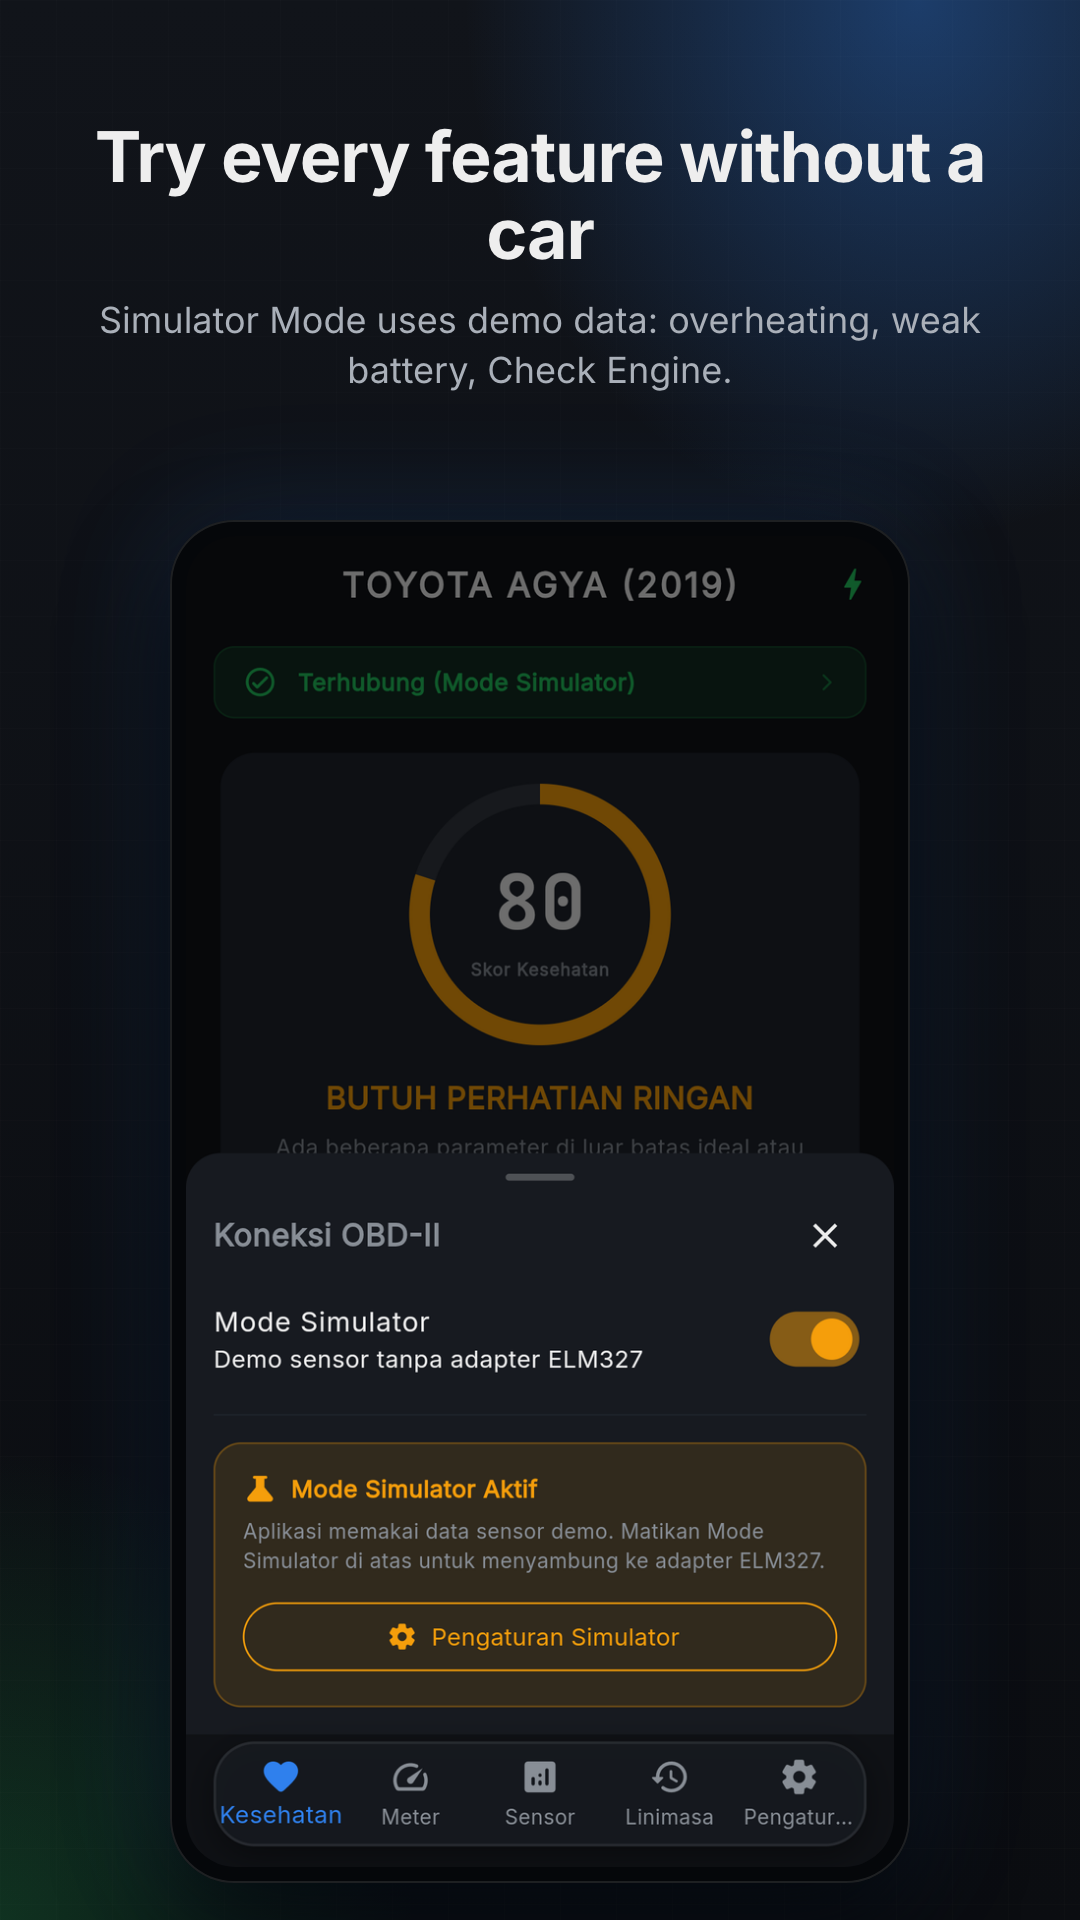 Try every feature without a
car
Simulator Mode uses demo data: overheating, weak
battery, Check Engine.
TOYOTA AGYA (2019)
Terhubung (Mode Simulator)
80
Skor Kesehatan
BUTUH PERHATIAN RINGAN
Ada beberapa parameter di luar batas ideal atau
Koneksi OBD-II
Mode Simulator
Demo sensor tanpa adapter ELM327
Mode Simulator Aktif
Aplikasi memakai data sensor demo. Matikan Mode
Simulator di atas untuk menyambung ke adapter ELM327.
Pengaturan Simulator
Kesehatan
Meter
Sensor
Linimasa
Pengatur...